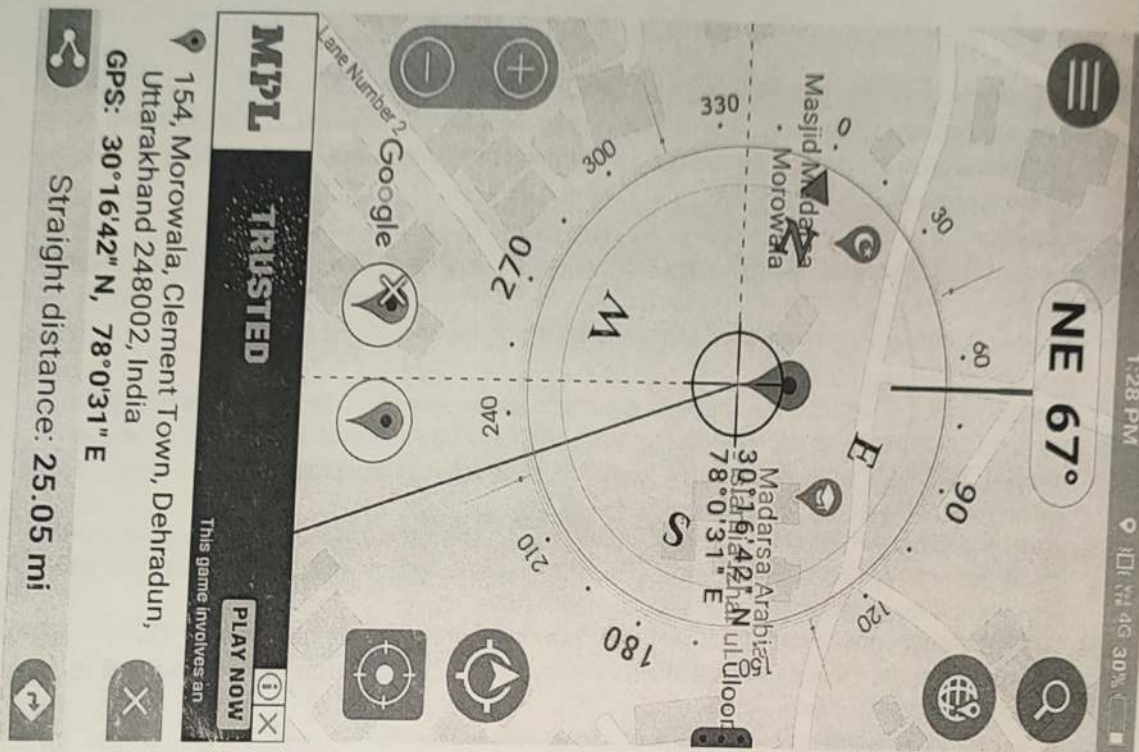 1:28 PM
4G 30%
NE 67°
60
30
90
0
330
120
300
270
240
210
180
N
E
S
W
Masjid Madarsa
Morowala
Madarsa Arabia
30°16'42" N
78°0'31" E
Lane Number 2
Google
MPL
TRUSTED
This game involves an
PLAY NOW
154, Morowala, Clement Town, Dehradun,
Uttarakhand 248002, India
GPS: 30°16'42" N, 78°0'31" E
Straight distance: 25.05 mi